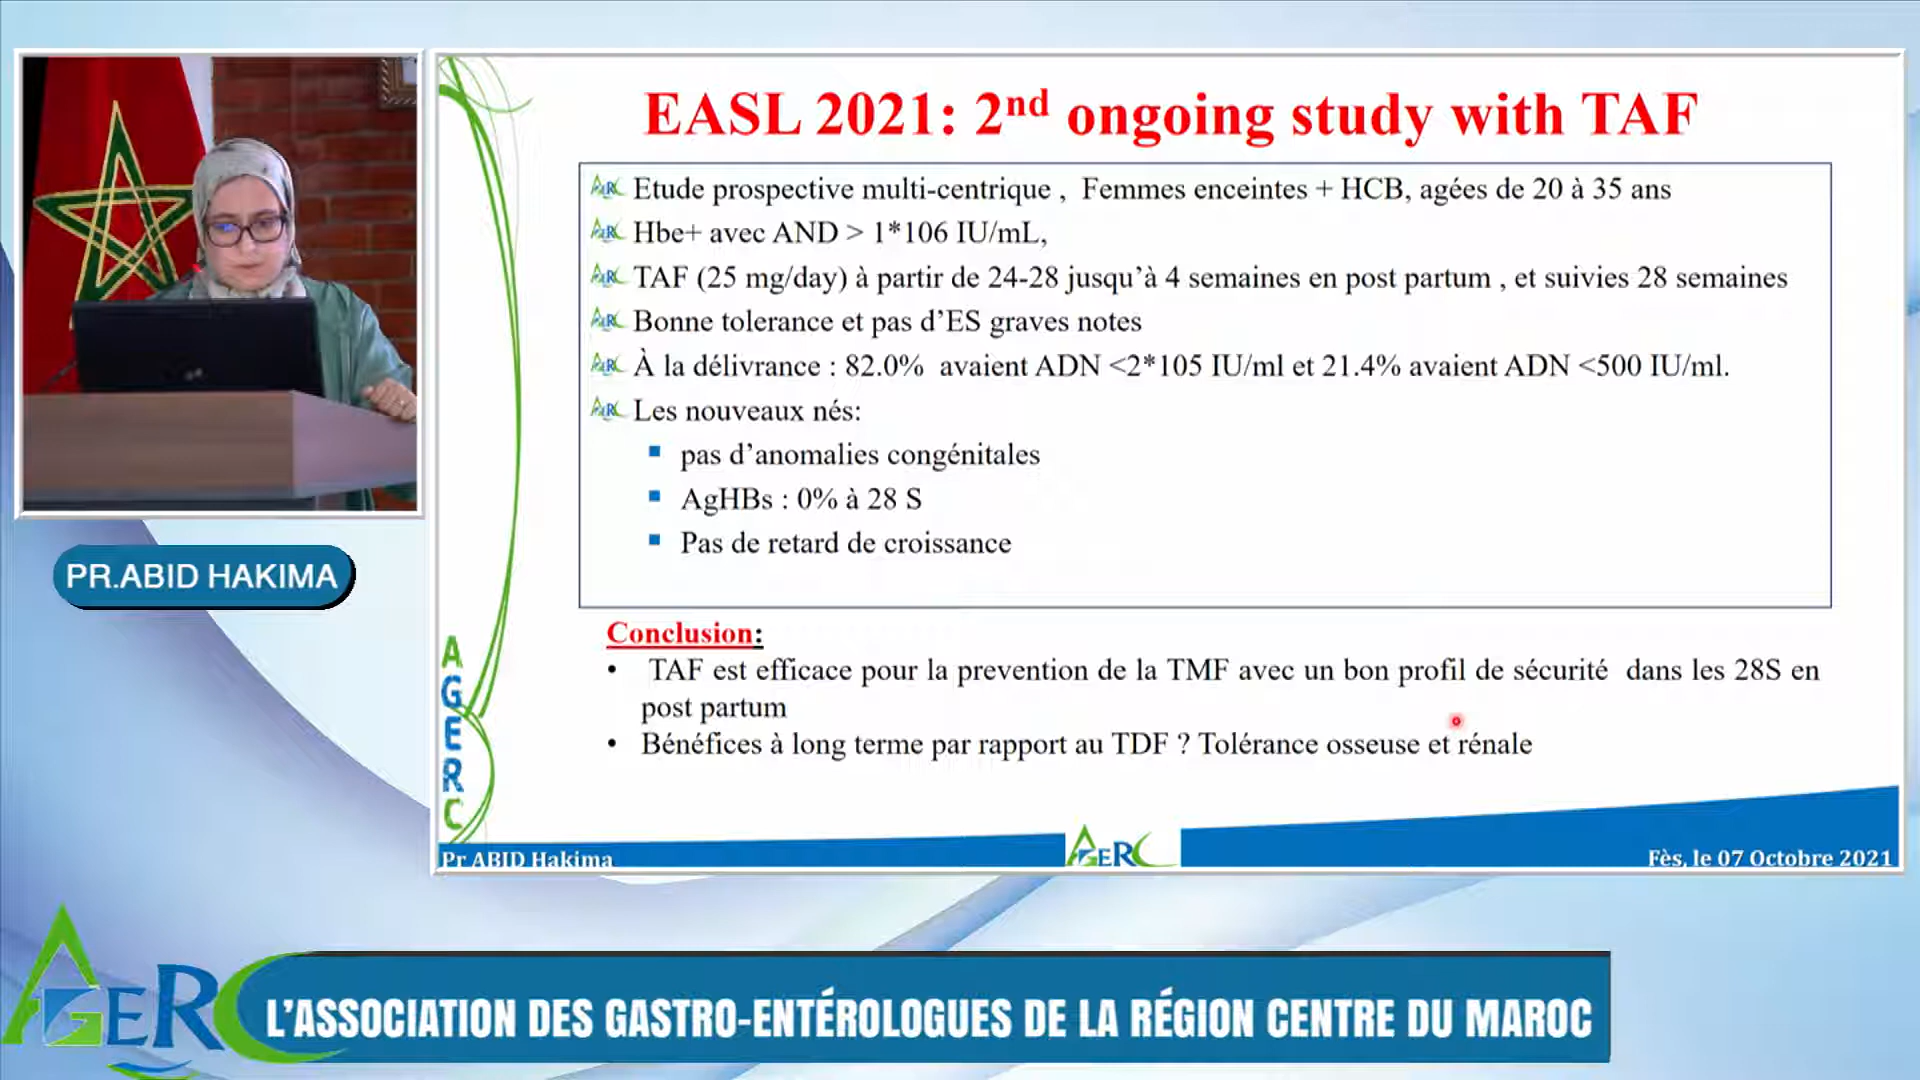 EASL 2021: 2nd ongoing study with TAF
AGERC Etude prospective multi-centrique , Femmes enceintes + HCB, agées de 20 à 35 ans
AGERC Hbe+ avec AND > 1*106 IU/mL,
AGERC TAF (25 mg/day) à partir de 24-28 jusqu’à 4 semaines en post partum , et suivies 28 semaines
AGERC Bonne tolerance et pas d’ES graves notes
AGERC À la délivrance : 82.0% avaient ADN <2*105 IU/ml et 21.4% avaient ADN <500 IU/ml.
AGERC Les nouveaux nés:
pas d’anomalies congénitales
AgHBs : 0% à 28 S
Pas de retard de croissance
Conclusion:
• TAF est efficace pour la prevention de la TMF avec un bon profil de sécurité dans les 28S en
post partum
• Bénéfices à long terme par rapport au TDF ? Tolérance osseuse et rénale
AGERC
Pr ABID Hakima
AGERC
Fès, le 07 Octobre 2021
PR.ABID HAKIMA
AGERC
L’ASSOCIATION DES GASTRO-ENTÉROLOGUES DE LA RÉGION CENTRE DU MAROC